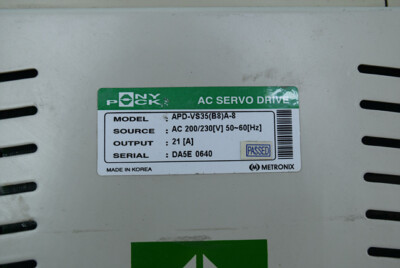 PONY POCK AC SERVO DRIVE
MODEL : APD-VS35(B8)A-8
SOURCE : AC 200/230[V] 50~60[Hz]
OUTPUT : 21 [A]
SERIAL : DA5E 0640
PASSED
MADE IN KOREA METRONIX